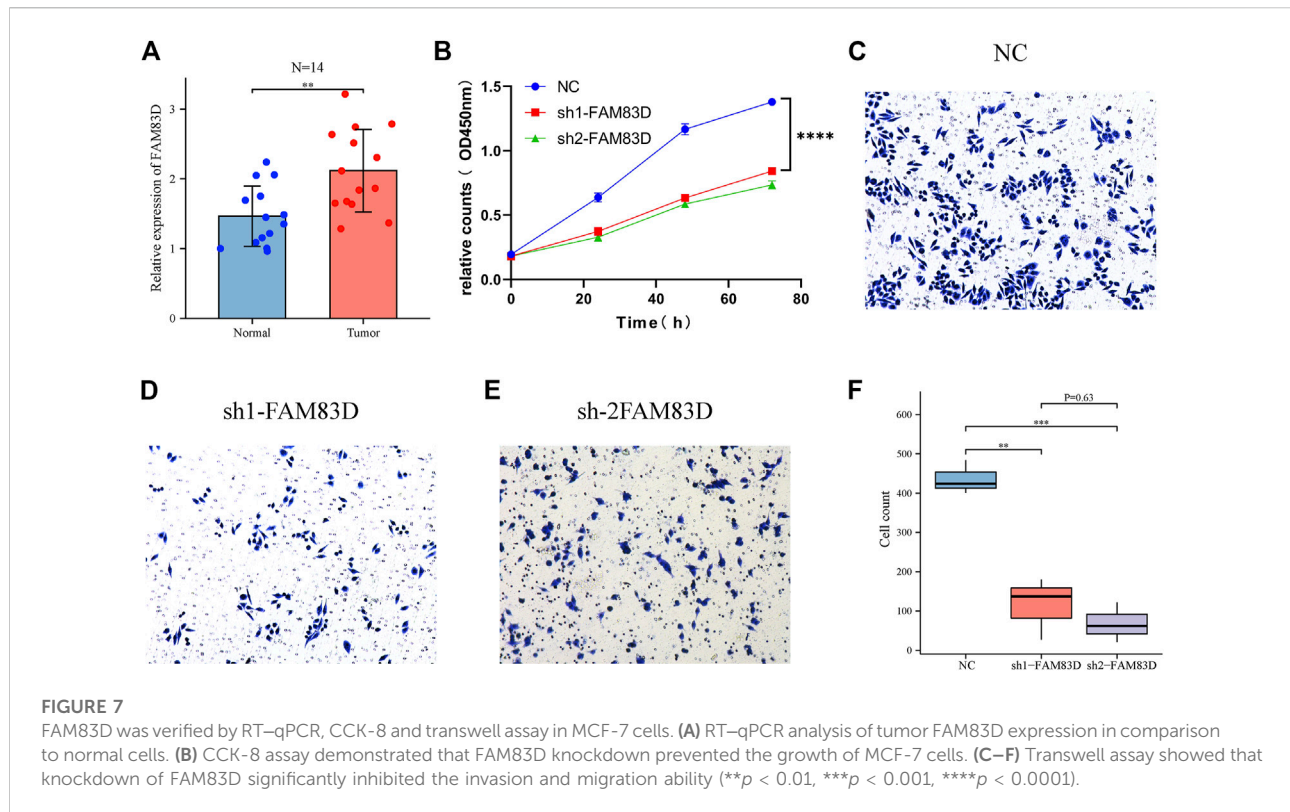 A
N=14
**
Relative expression of FAM83D
3
2
1
0
Normal
Tumor
B
NC
sh1-FAM83D
sh2-FAM83D
relative counts ( OD450nm)
1.5
1.0
0.5
0.0
0
20
40
60
80
Time( h)
****
C
NC
D
sh1-FAM83D
E
sh-2FAM83D
F
P=0.63
***
**
Cell count
600
500
400
300
200
100
0
NC
sh1-FAM83D
sh2-FAM83D
FIGURE 7
FAM83D was verified by RT–qPCR, CCK-8 and transwell assay in MCF-7 cells. (A) RT–qPCR analysis of tumor FAM83D expression in comparison
to normal cells. (B) CCK-8 assay demonstrated that FAM83D knockdown prevented the growth of MCF-7 cells. (C–F) Transwell assay showed that
knockdown of FAM83D significantly inhibited the invasion and migration ability (**p < 0.01, ***p < 0.001, ****p < 0.0001).